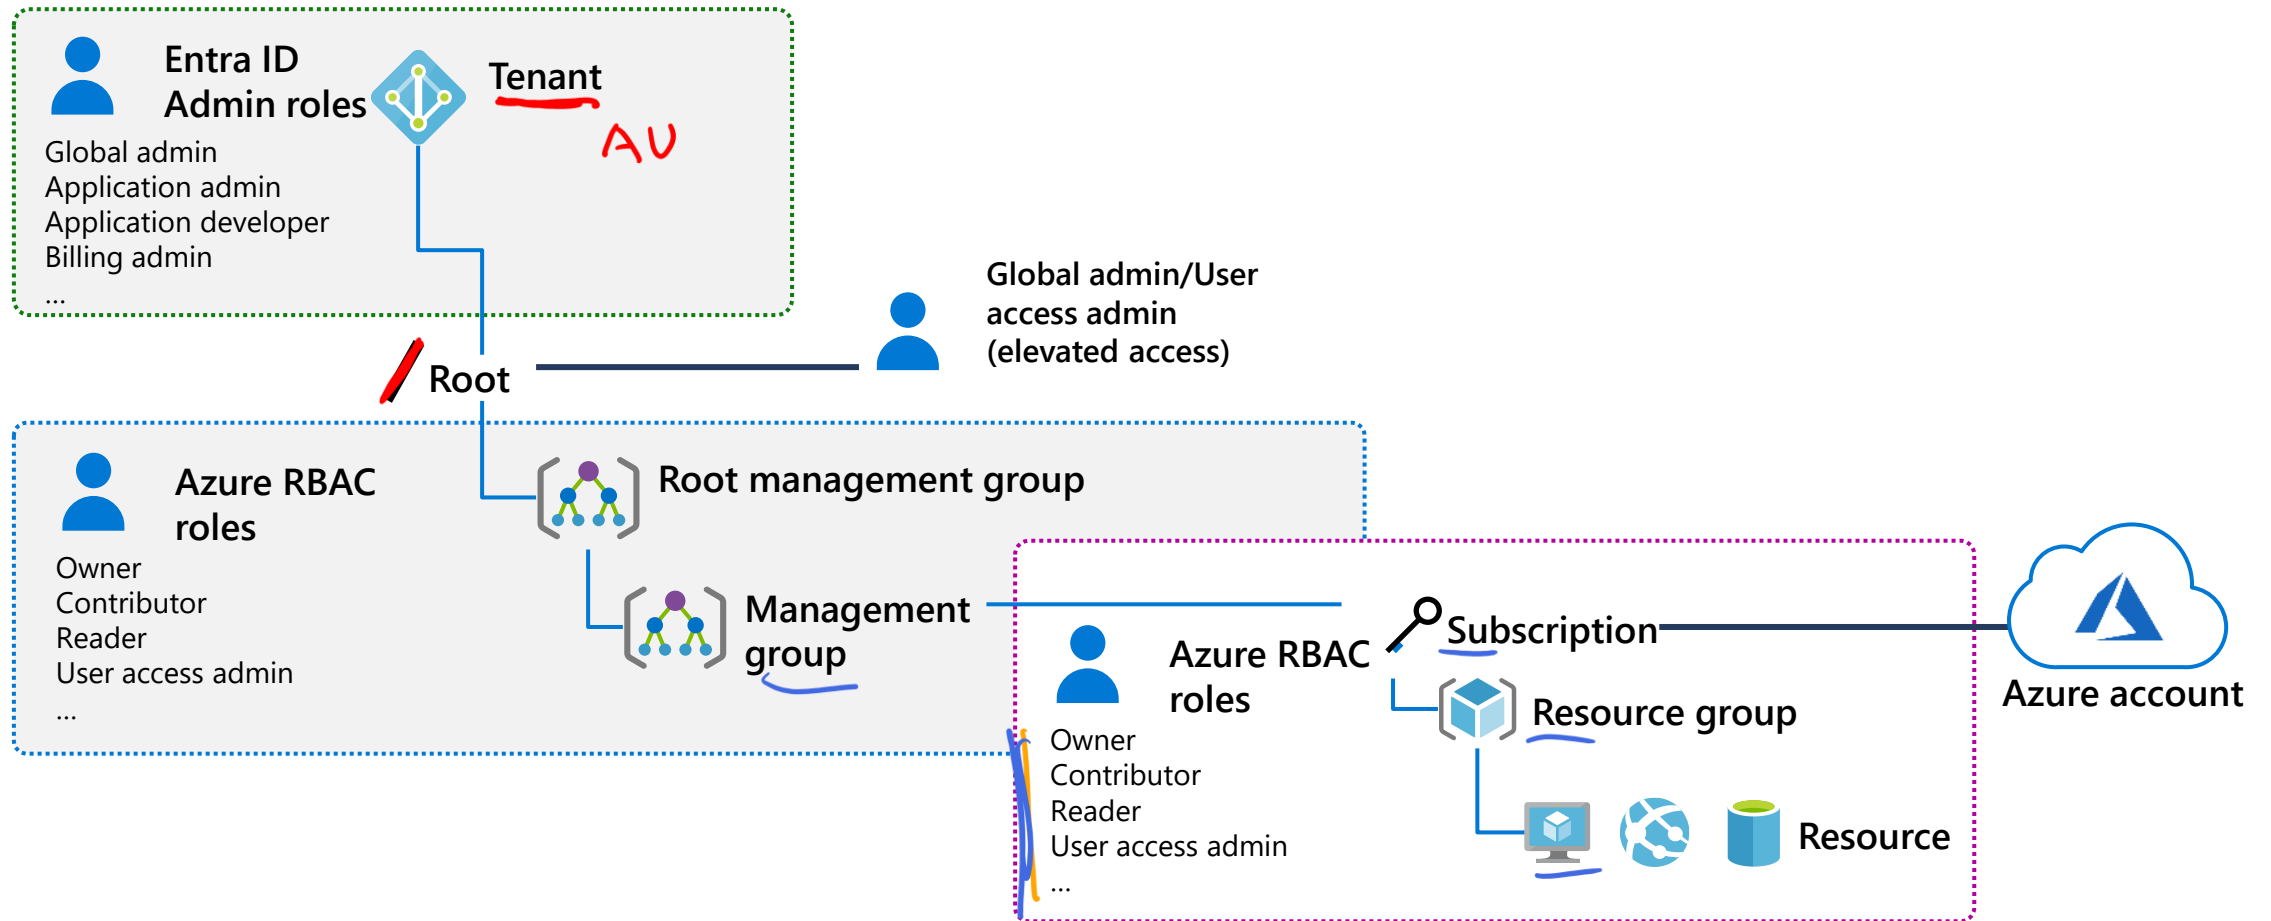 Entra ID
Admin roles
Tenant
AU
Global admin
Application admin
Application developer
Billing admin
...
Global admin/User
access admin
(elevated access)
/ Root
Azure RBAC
roles
Root management group
Owner
Contributor
Reader
User access admin
...
Management
group
Azure RBAC
roles
Subscription
Resource group
Azure account
Owner
Contributor
Reader
User access admin
...
Resource